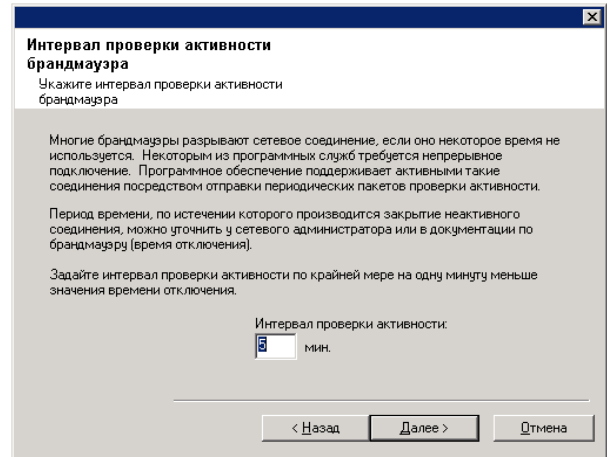 Интервал проверки активности
брандмауэра
Укажите интервал проверки активности
брандмауэра
Многие брандмауэры разрывают сетевое соединение, если оно некоторое время не
используется. Некоторым из программных служб требуется непрерывное
подключение. Программное обеспечение поддерживает активными такие
соединения посредством отправки периодических пакетов проверки активности.
Период времени, по истечении которого производится закрытие неактивного
соединения, можно уточнить у сетевого администратора или в документации по
брандмауэру (время отключения).
Задайте интервал проверки активности по крайней мере на одну минуту меньше
значения времени отключения.
Интервал проверки активности:
5 мин.
< Назад Далее > Отмена